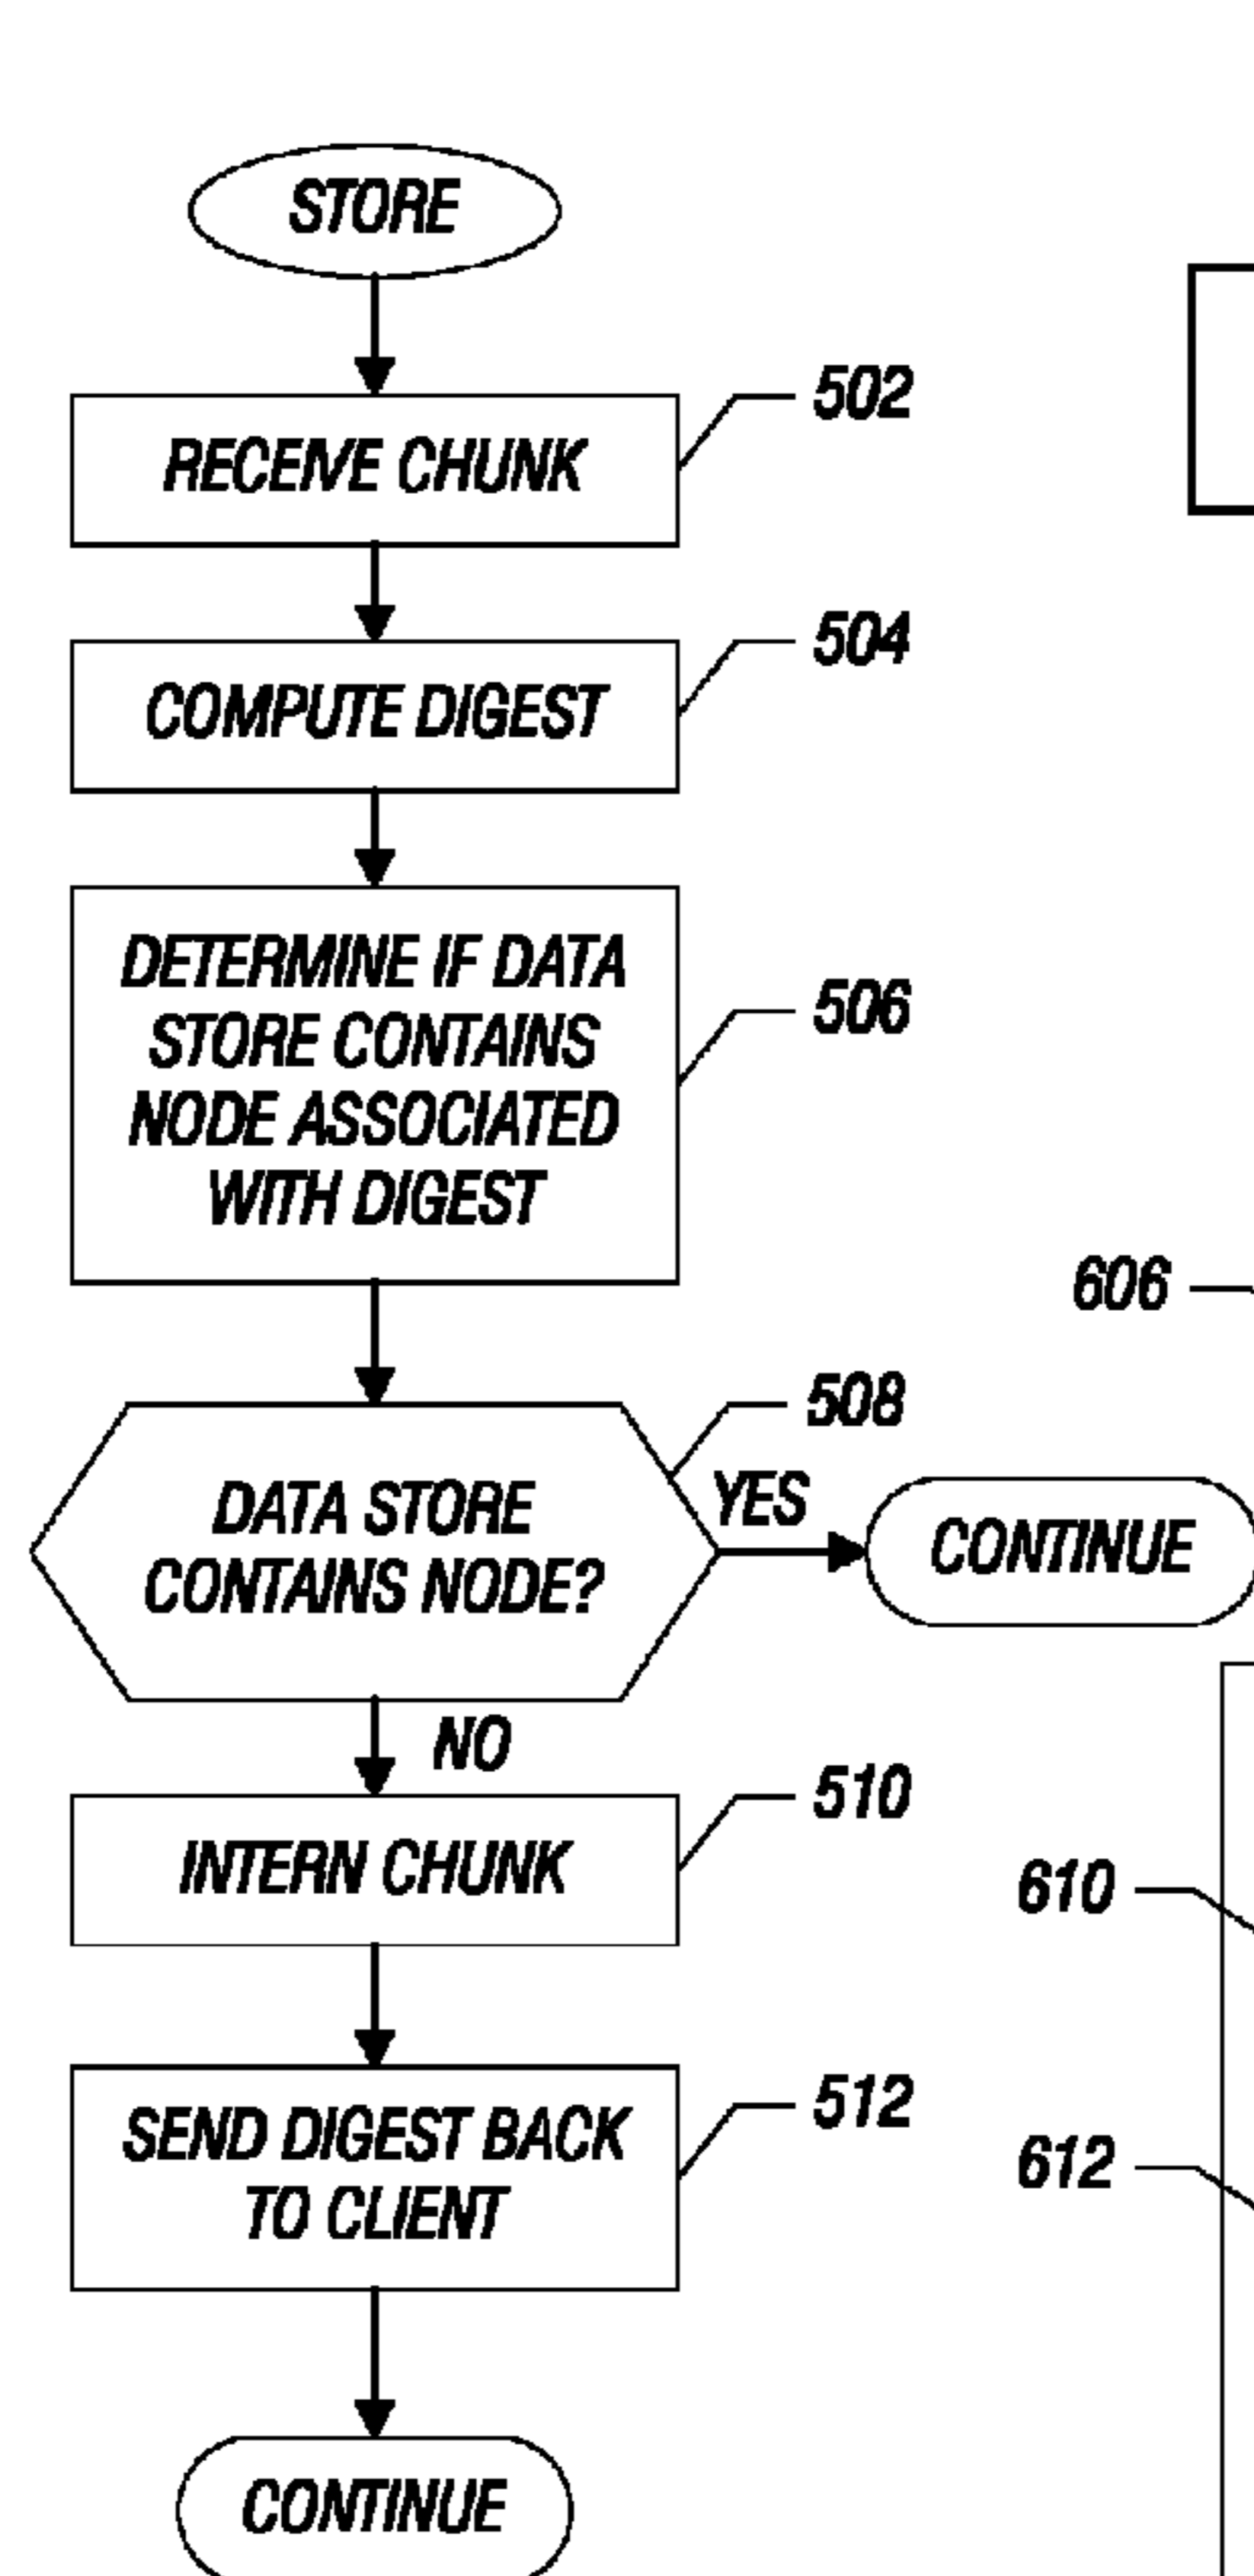 STORE
502
RECEIVE CHUNK
504
COMPUTE DIGEST
DETERMINE IF DATA
STORE CONTAINS
NODE ASSOCIATED
WITH DIGEST
506
606
508
DATA STORE
CONTAINS NODE?
YES
CONTINUE
NO
510
INTERN CHUNK
610
512
SEND DIGEST BACK
TO CLIENT
612
CONTINUE